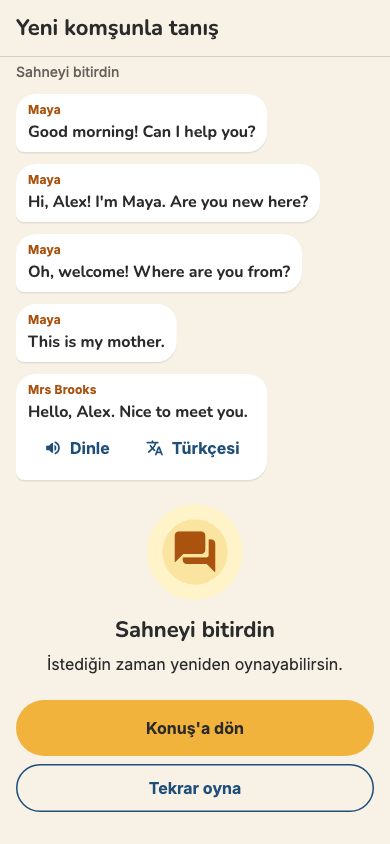 Yeni komşunla tanış
Sahneyi bitirdin
Maya
Good morning! Can I help you?
Maya
Hi, Alex! I'm Maya. Are you new here?
Maya
Oh, welcome! Where are you from?
Maya
This is my mother.
Mrs Brooks
Hello, Alex. Nice to meet you.
Dinle
Türkçesi
Sahneyi bitirdin
İstediğin zaman yeniden oynayabilirsin.
Konuş'a dön
Tekrar oyna